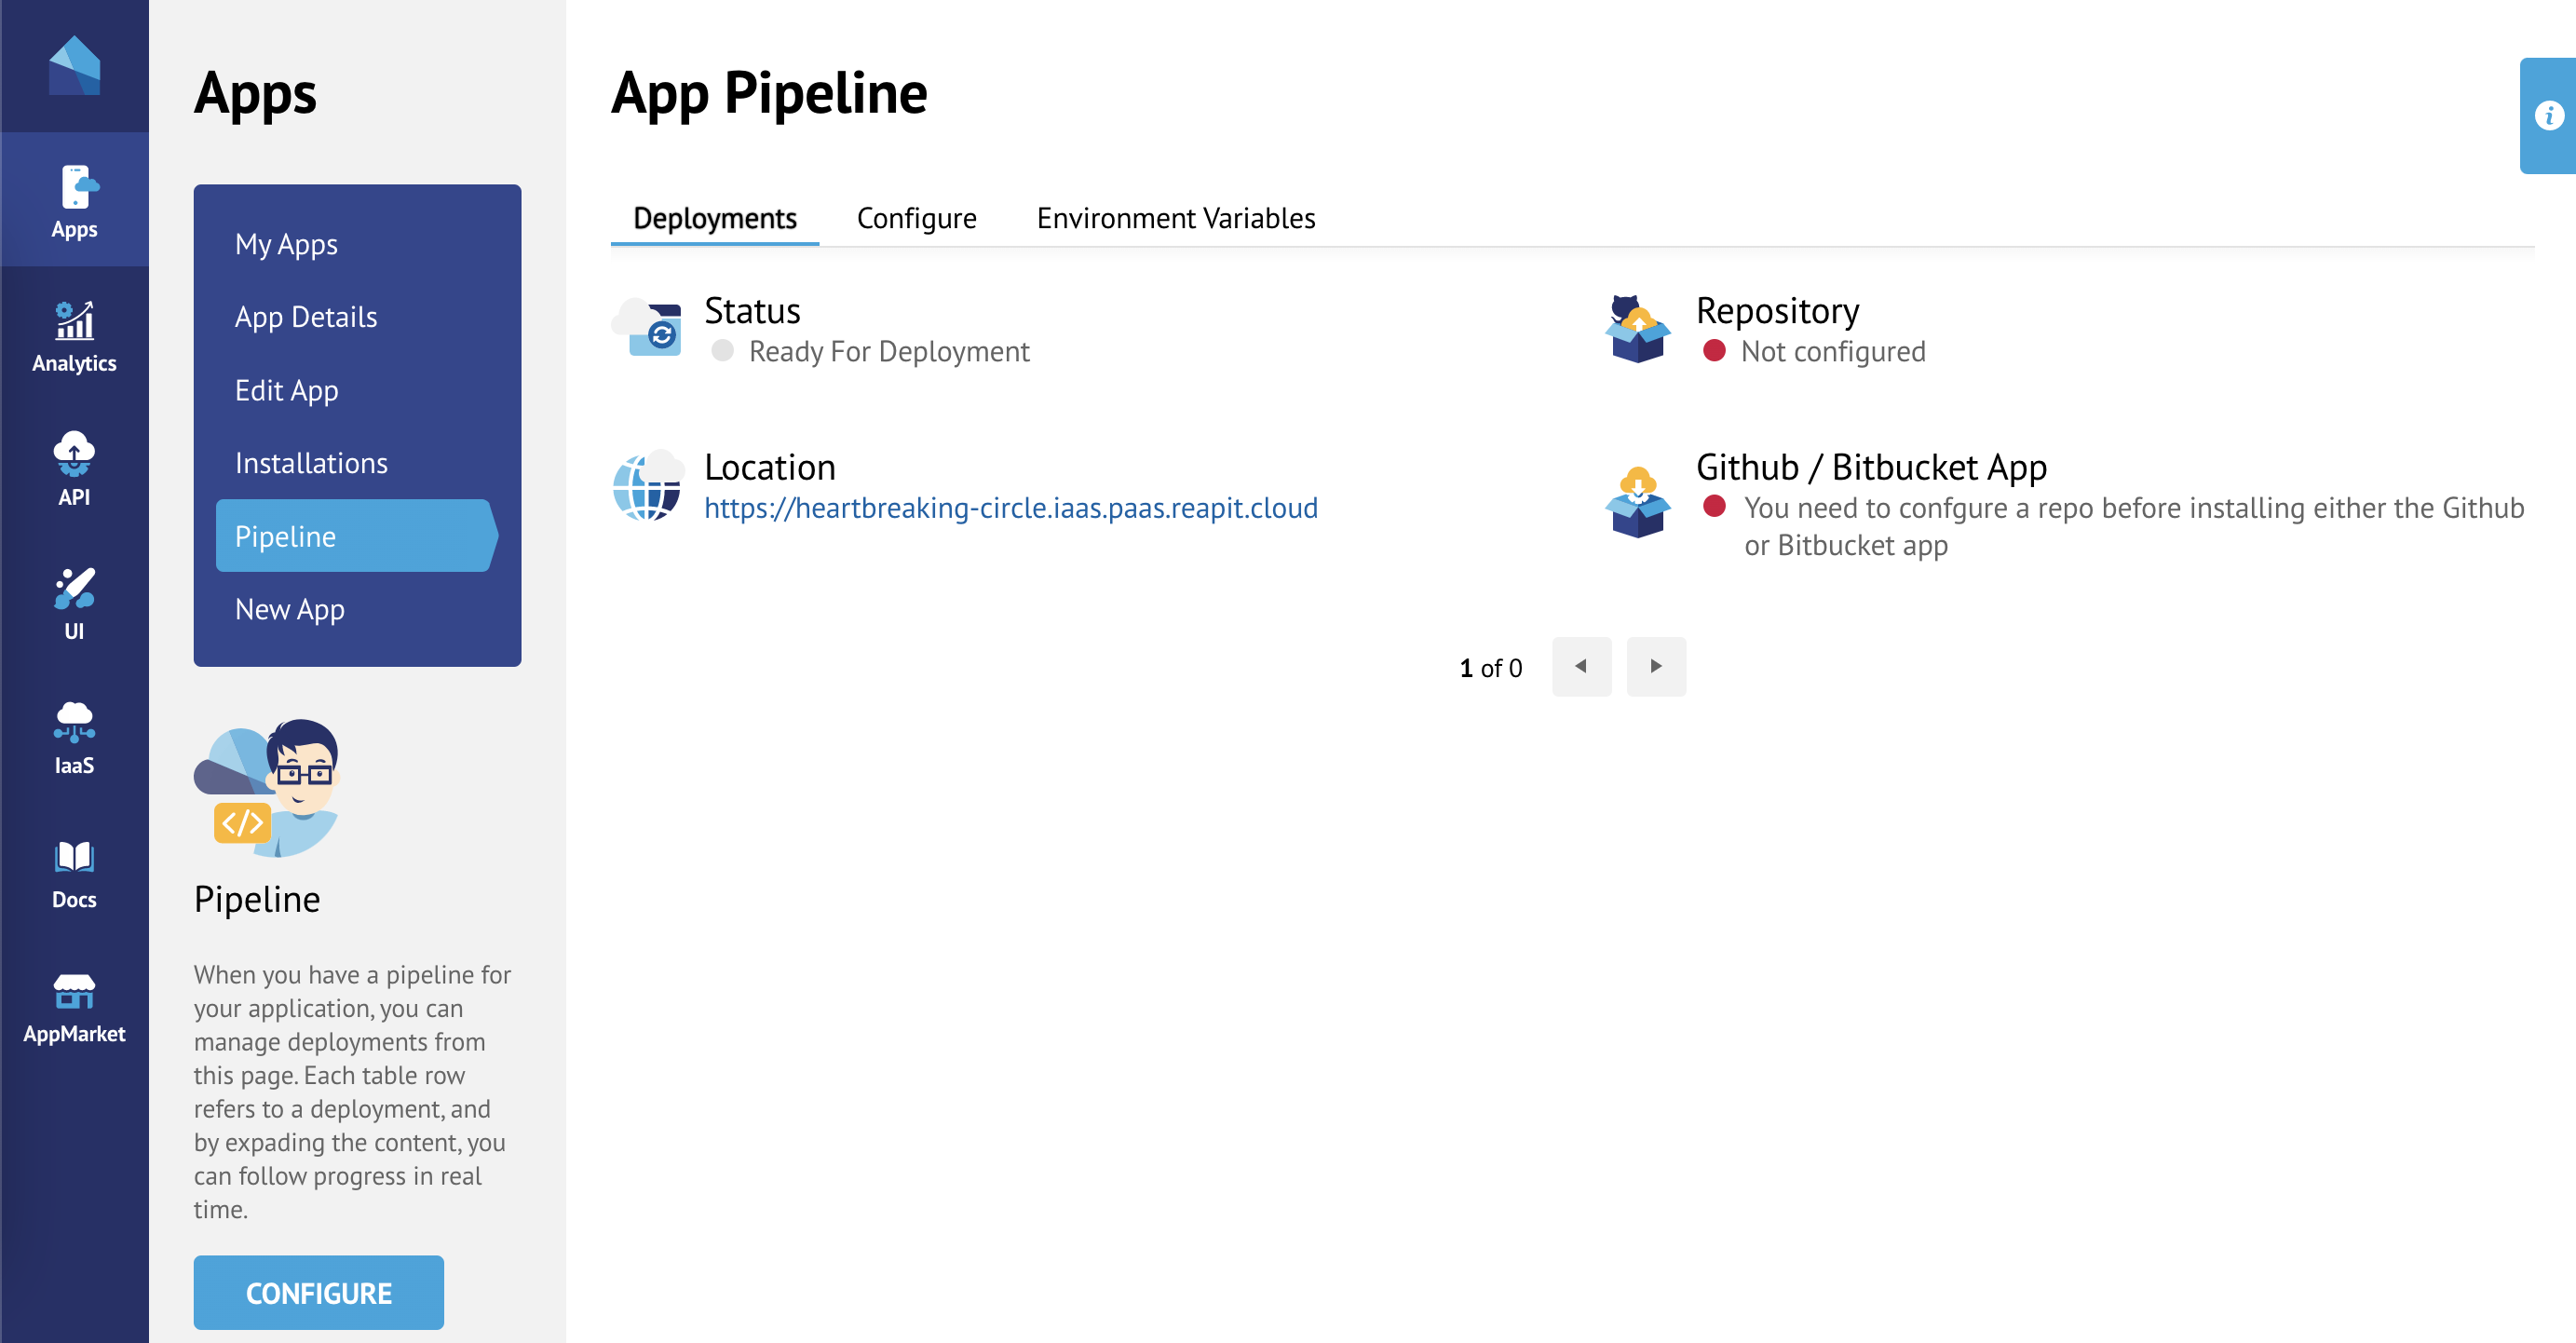 Apps
Analytics
API
UI
IaaS
Docs
AppMarket
Apps
My Apps
App Details
Edit App
Installations
Pipeline
New App
</>
Pipeline
When you have a pipeline for
your application, you can
manage deployments from
this page. Each table row
refers to a deployment, and
by expading the content, you
can follow progress in real
time.
CONFIGURE
App Pipeline
Deployments Configure Environment Variables
Status
Ready For Deployment
Repository
Not configured
Location
https://heartbreaking-circle.iaas.paas.reapit.cloud
Github / Bitbucket App
You need to confgure a repo before installing either the Github
or Bitbucket app
1 of 0
i